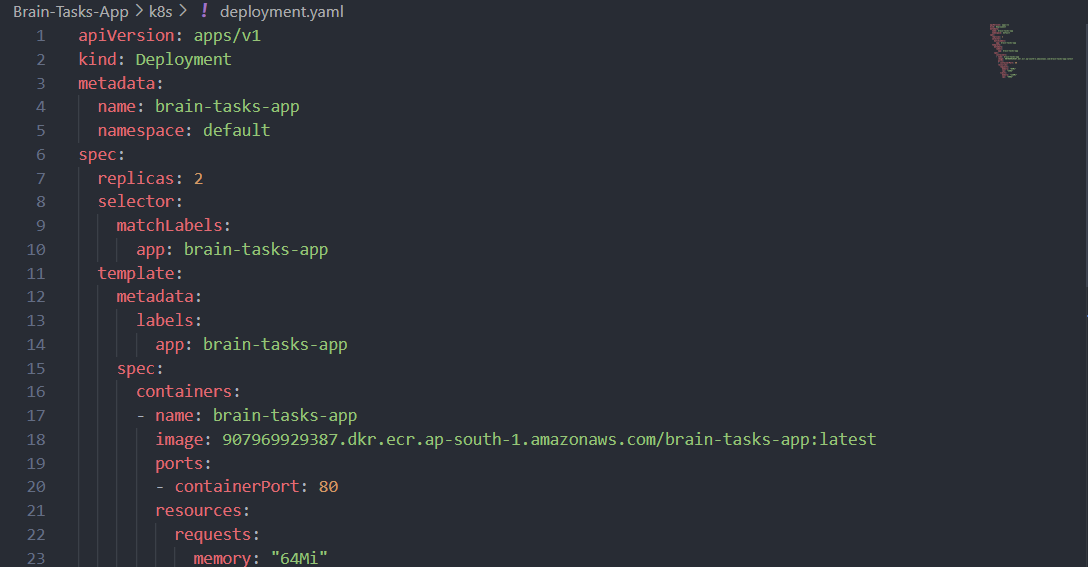 Brain-Tasks-App > k8s > ! deployment.yaml
1 apiVersion: apps/v1
2 kind: Deployment
3 metadata:
4   name: brain-tasks-app
5   namespace: default
6 spec:
7   replicas: 2
8   selector:
9     matchLabels:
10       app: brain-tasks-app
11   template:
12     metadata:
13       labels:
14         app: brain-tasks-app
15     spec:
16       containers:
17       - name: brain-tasks-app
18         image: 907969929387.dkr.ecr.ap-south-1.amazonaws.com/brain-tasks-app:latest
19         ports:
20         - containerPort: 80
21         resources:
22           requests:
23             memory: "64Mi"